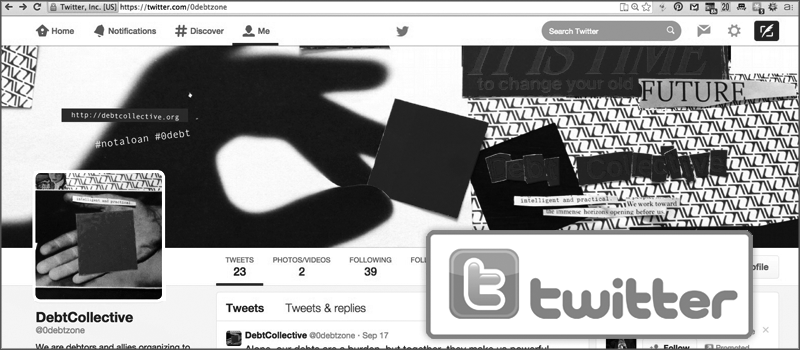 Twitter, Inc. [US] https://twitter.com/0debtzone
Home Notifications Discover Me Search Twitter
IT IS TIME
to change your old
FUTURE
http://debtcollective.org
#notaloan #0debt
intelligent and practical
We work toward
the immense horizons opening before us.
intelligent and practical
TWEETS PHOTOS/VIDEOS FOLLOWING
23 2 39
twitter
Tweets Tweets & replies
DebtCollective
@0debtzone
DebtCollective @0debtzone · Sep 17
Follow Promoted
We are debtors and allies organizing to
Alone, our debts are a burden, but together, they make us powerful